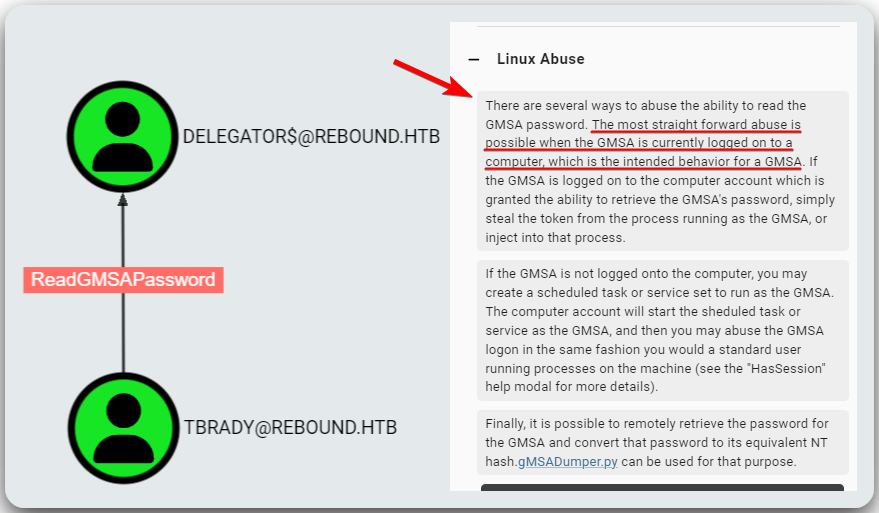 DELEGATOR$@REBOUND.HTB
ReadGMSAPassword
TBRADY@REBOUND.HTB
– Linux Abuse
There are several ways to abuse the ability to read the
GMSA password. The most straight forward abuse is
possible when the GMSA is currently logged on to a
computer, which is the intended behavior for a GMSA. If
the GMSA is logged on to the computer account which is
granted the ability to retrieve the GMSA's password, simply
steal the token from the process running as the GMSA, or
inject into that process.
If the GMSA is not logged onto the computer, you may
create a scheduled task or service set to run as the GMSA.
The computer account will start the sheduled task or
service as the GMSA, and then you may abuse the GMSA
logon in the same fashion you would a standard user
running processes on the machine (see the "HasSession"
help modal for more details).
Finally, it is possible to remotely retrieve the password for
the GMSA and convert that password to its equivalent NT
hash.gMSADumper.py can be used for that purpose.